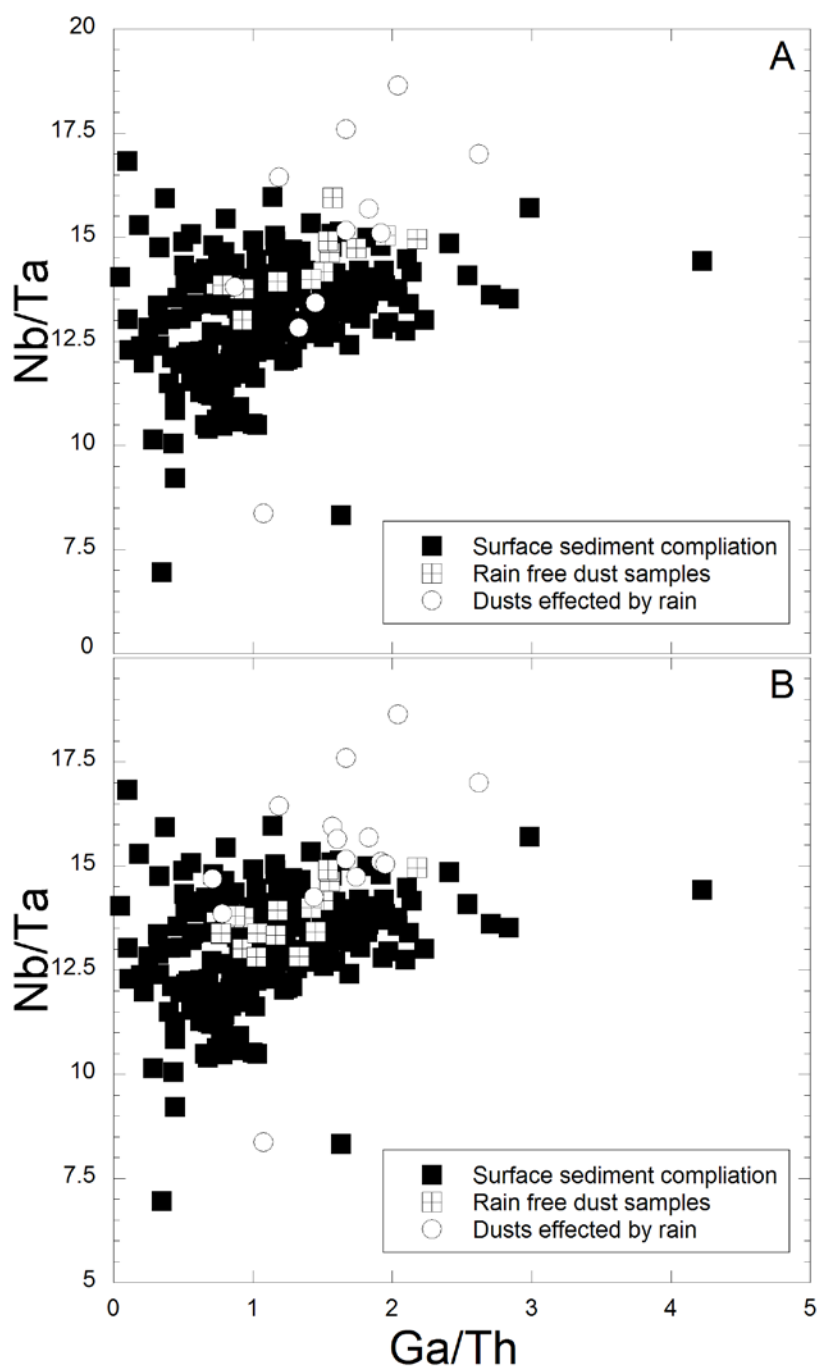 A
20
17.5
15
12.5
10
7.5
0
Nb/Ta
Surface sediment compliation
Rain free dust samples
Dusts effected by rain
B
17.5
15
12.5
10
7.5
5
Nb/Ta
Surface sediment compliation
Rain free dust samples
Dusts effected by rain
0 1 2 3 4 5
Ga/Th